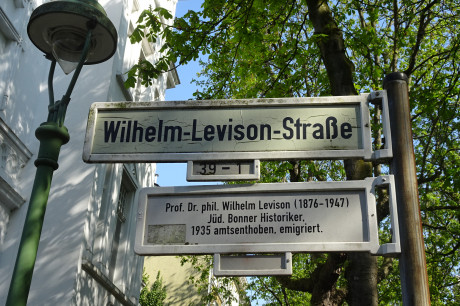 Wilhelm-Levison-Straße
39 - 1
Prof. Dr. phil. Wilhelm Levison (1876-1947)
Jüd. Bonner Historiker,
1935 amtsenthoben, emigriert.